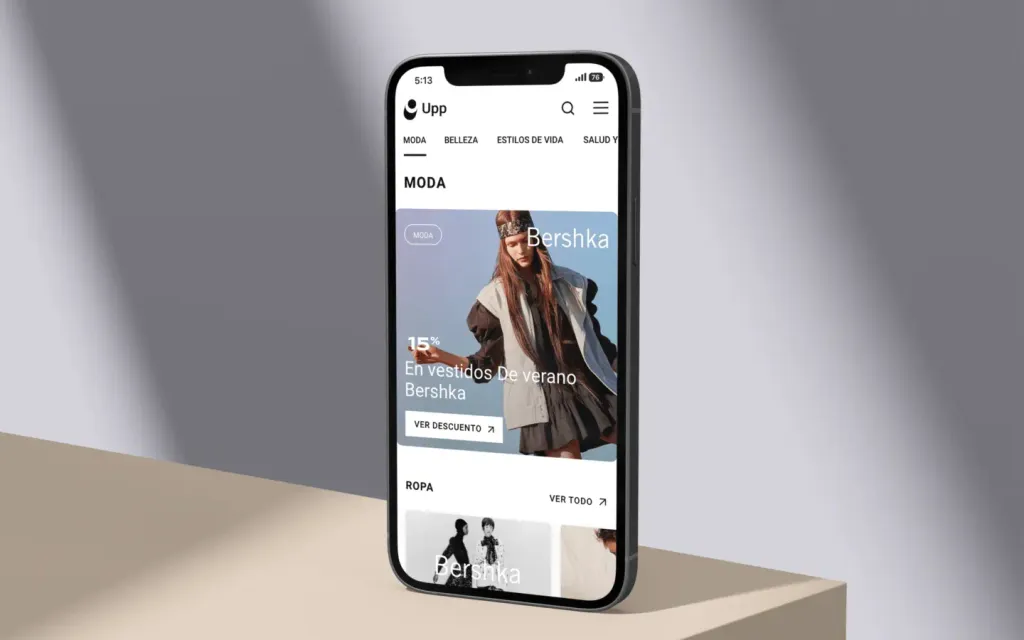 5:13
76
Upp
MODA BELLEZA ESTILOS DE VIDA SALUD Y
MODA
MODA
Bershka
15%
En vestidos De verano
Bershka
VER DESCUENTO
ROPA
VER TODO
Bershka